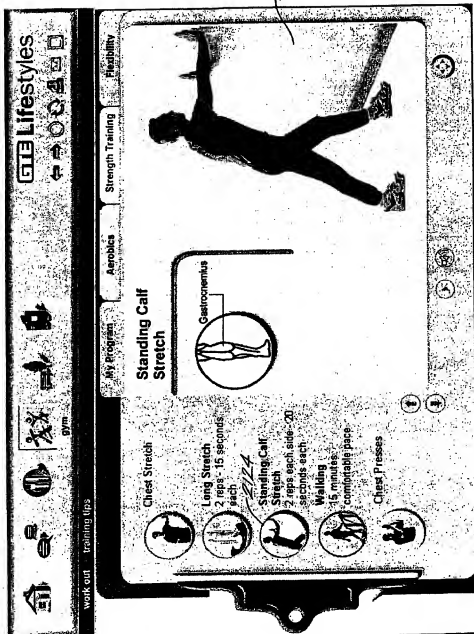 GTE Lifestyles
gym
work out
training tips
My Program
Aerobics
Strength Training
Flexibility
Chest Stretch
Long Stretch
2 reps - 15 seconds
each
2124
Standing Calf
Stretch
2 reps each side - 20
seconds each
Walking
15 minutes,
comfortable pace
Chest Presses
Standing Calf
Stretch
Gastrocnemius